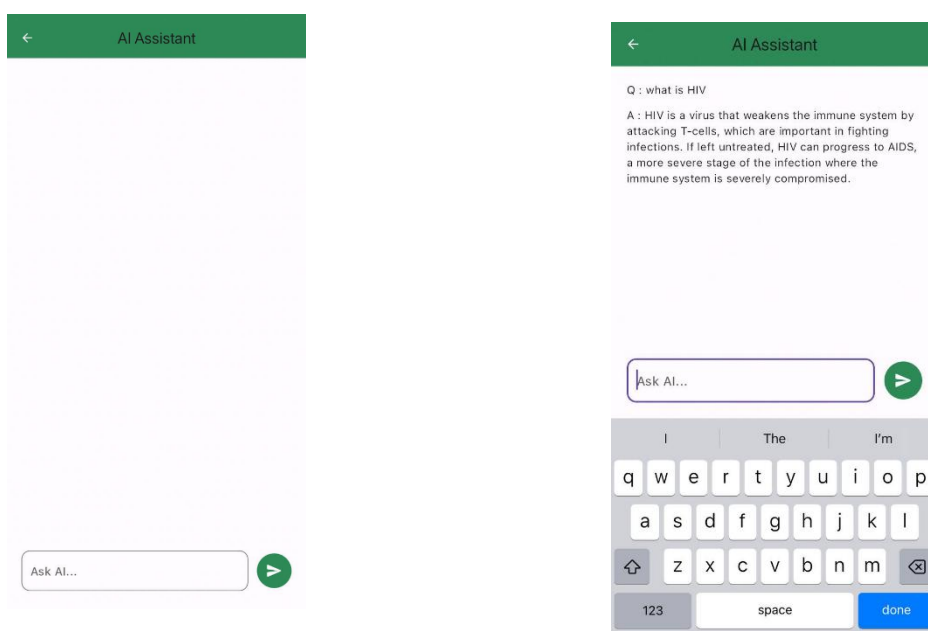 AI Assistant
Ask AI...
AI Assistant
Q : what is HIV
A : HIV is a virus that weakens the immune system by
attacking T-cells, which are important in fighting
infections. If left untreated, HIV can progress to AIDS,
a more severe stage of the infection where the
immune system is severely compromised.
Ask AI...
I The I'm
q w e r t y u i o p
a s d f g h j k l
z x c v b n m
123 space done